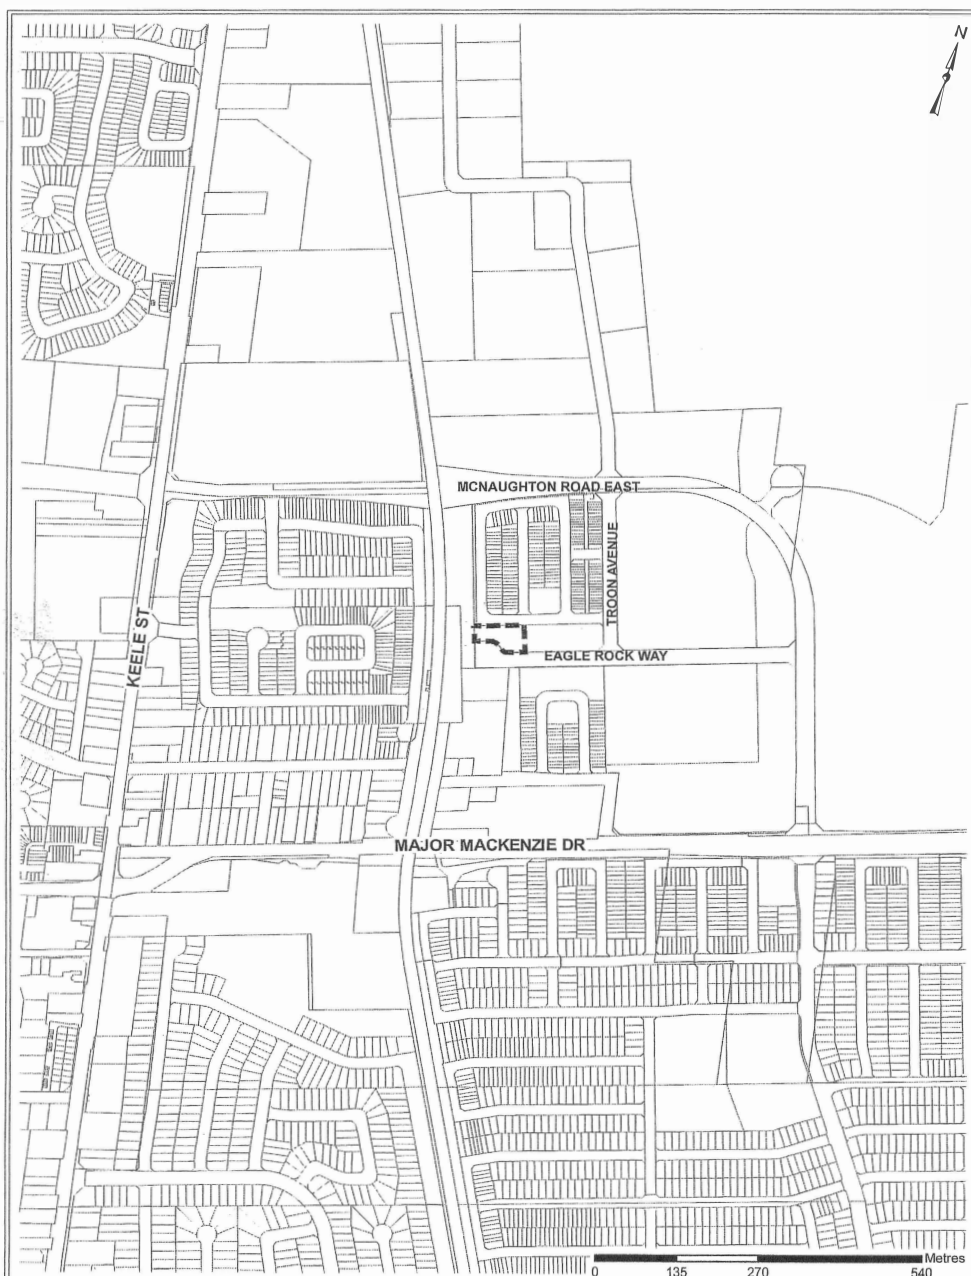 N
MCNAUGHTON ROAD EAST
TROON AVENUE
KEELE ST
EAGLE ROCK WAY
MAJOR MACKENZIE DR
Metres
0 135 270 540